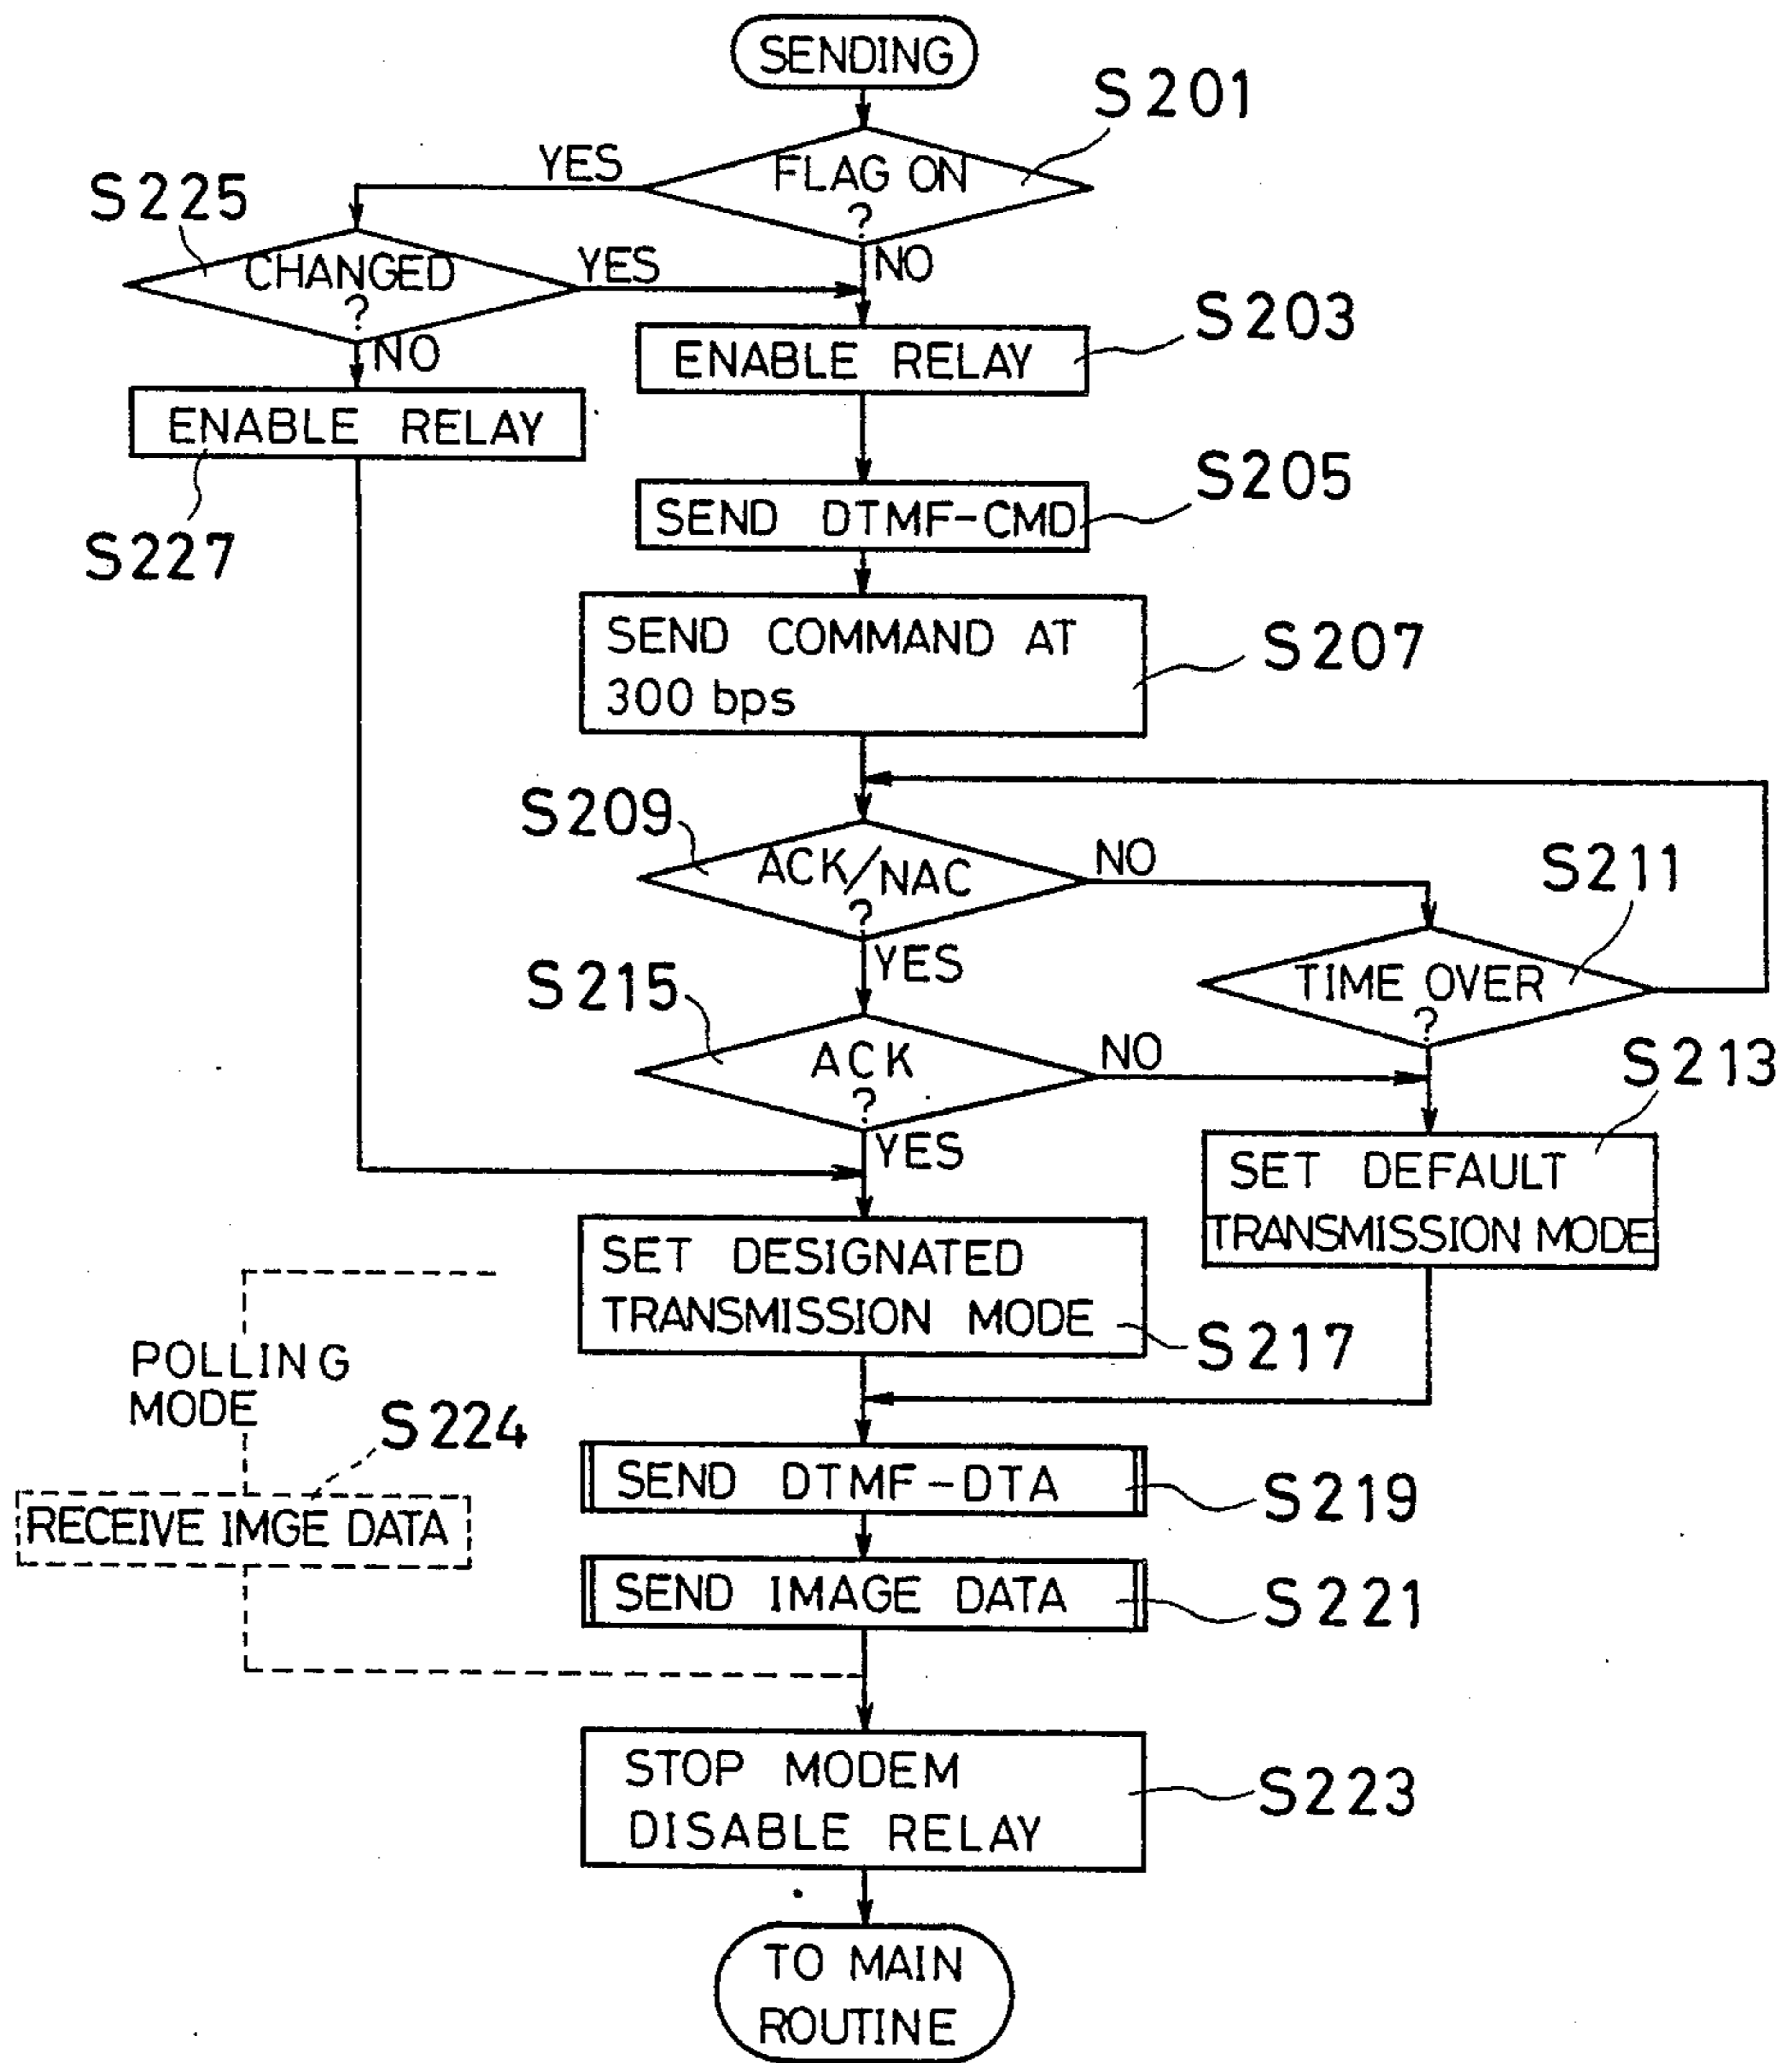 SENDING
S201
FLAG ON
?
YES
NO
S225
CHANGED
?
YES
NO
S203
ENABLE RELAY
ENABLE RELAY
S227
S205
SEND DTMF-CMD
SEND COMMAND AT
300 bps
S207
S209
ACK/NAC
?
NO
YES
S211
TIME OVER
?
S215
ACK
?
NO
YES
S213
SET DEFAULT
TRANSMISSION MODE
SET DESIGNATED
TRANSMISSION MODE
S217
POLLING
MODE
S224
RECEIVE IMGE DATA
SEND DTMF-DTA
S219
SEND IMAGE DATA
S221
STOP MODEM
DISABLE RELAY
S223
TO MAIN
ROUTINE